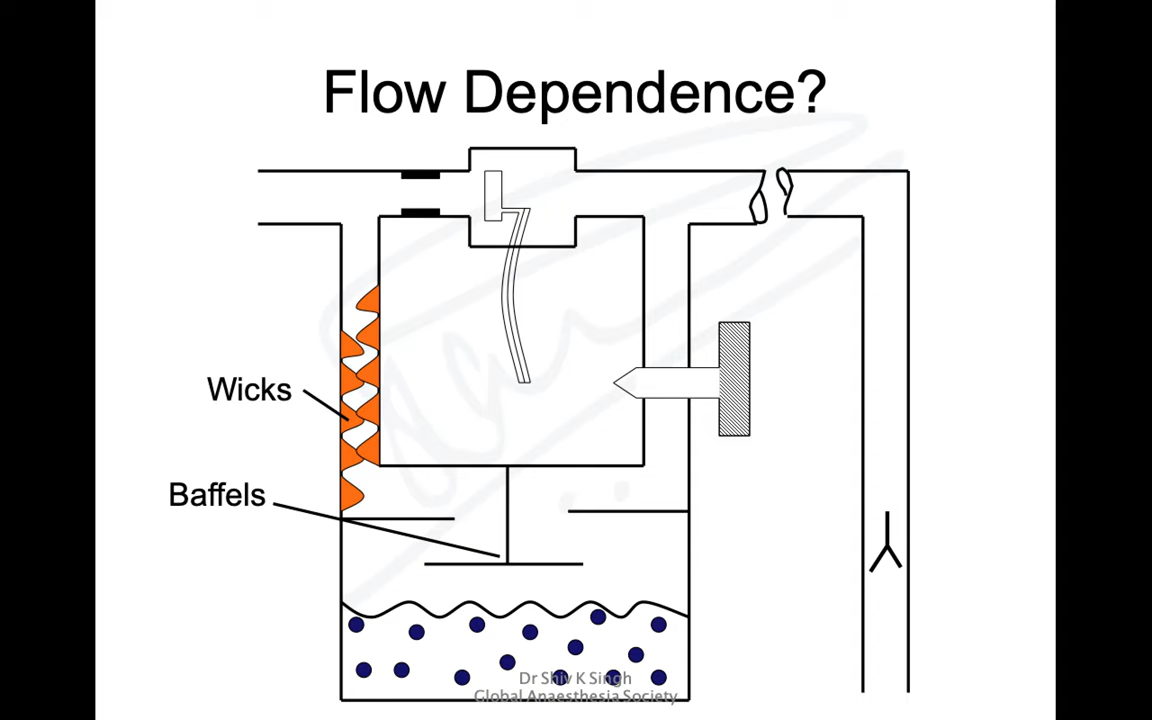 Flow Dependence?
Wicks
Baffels
Dr Shiv K Singh
Global Anaesthesia Society